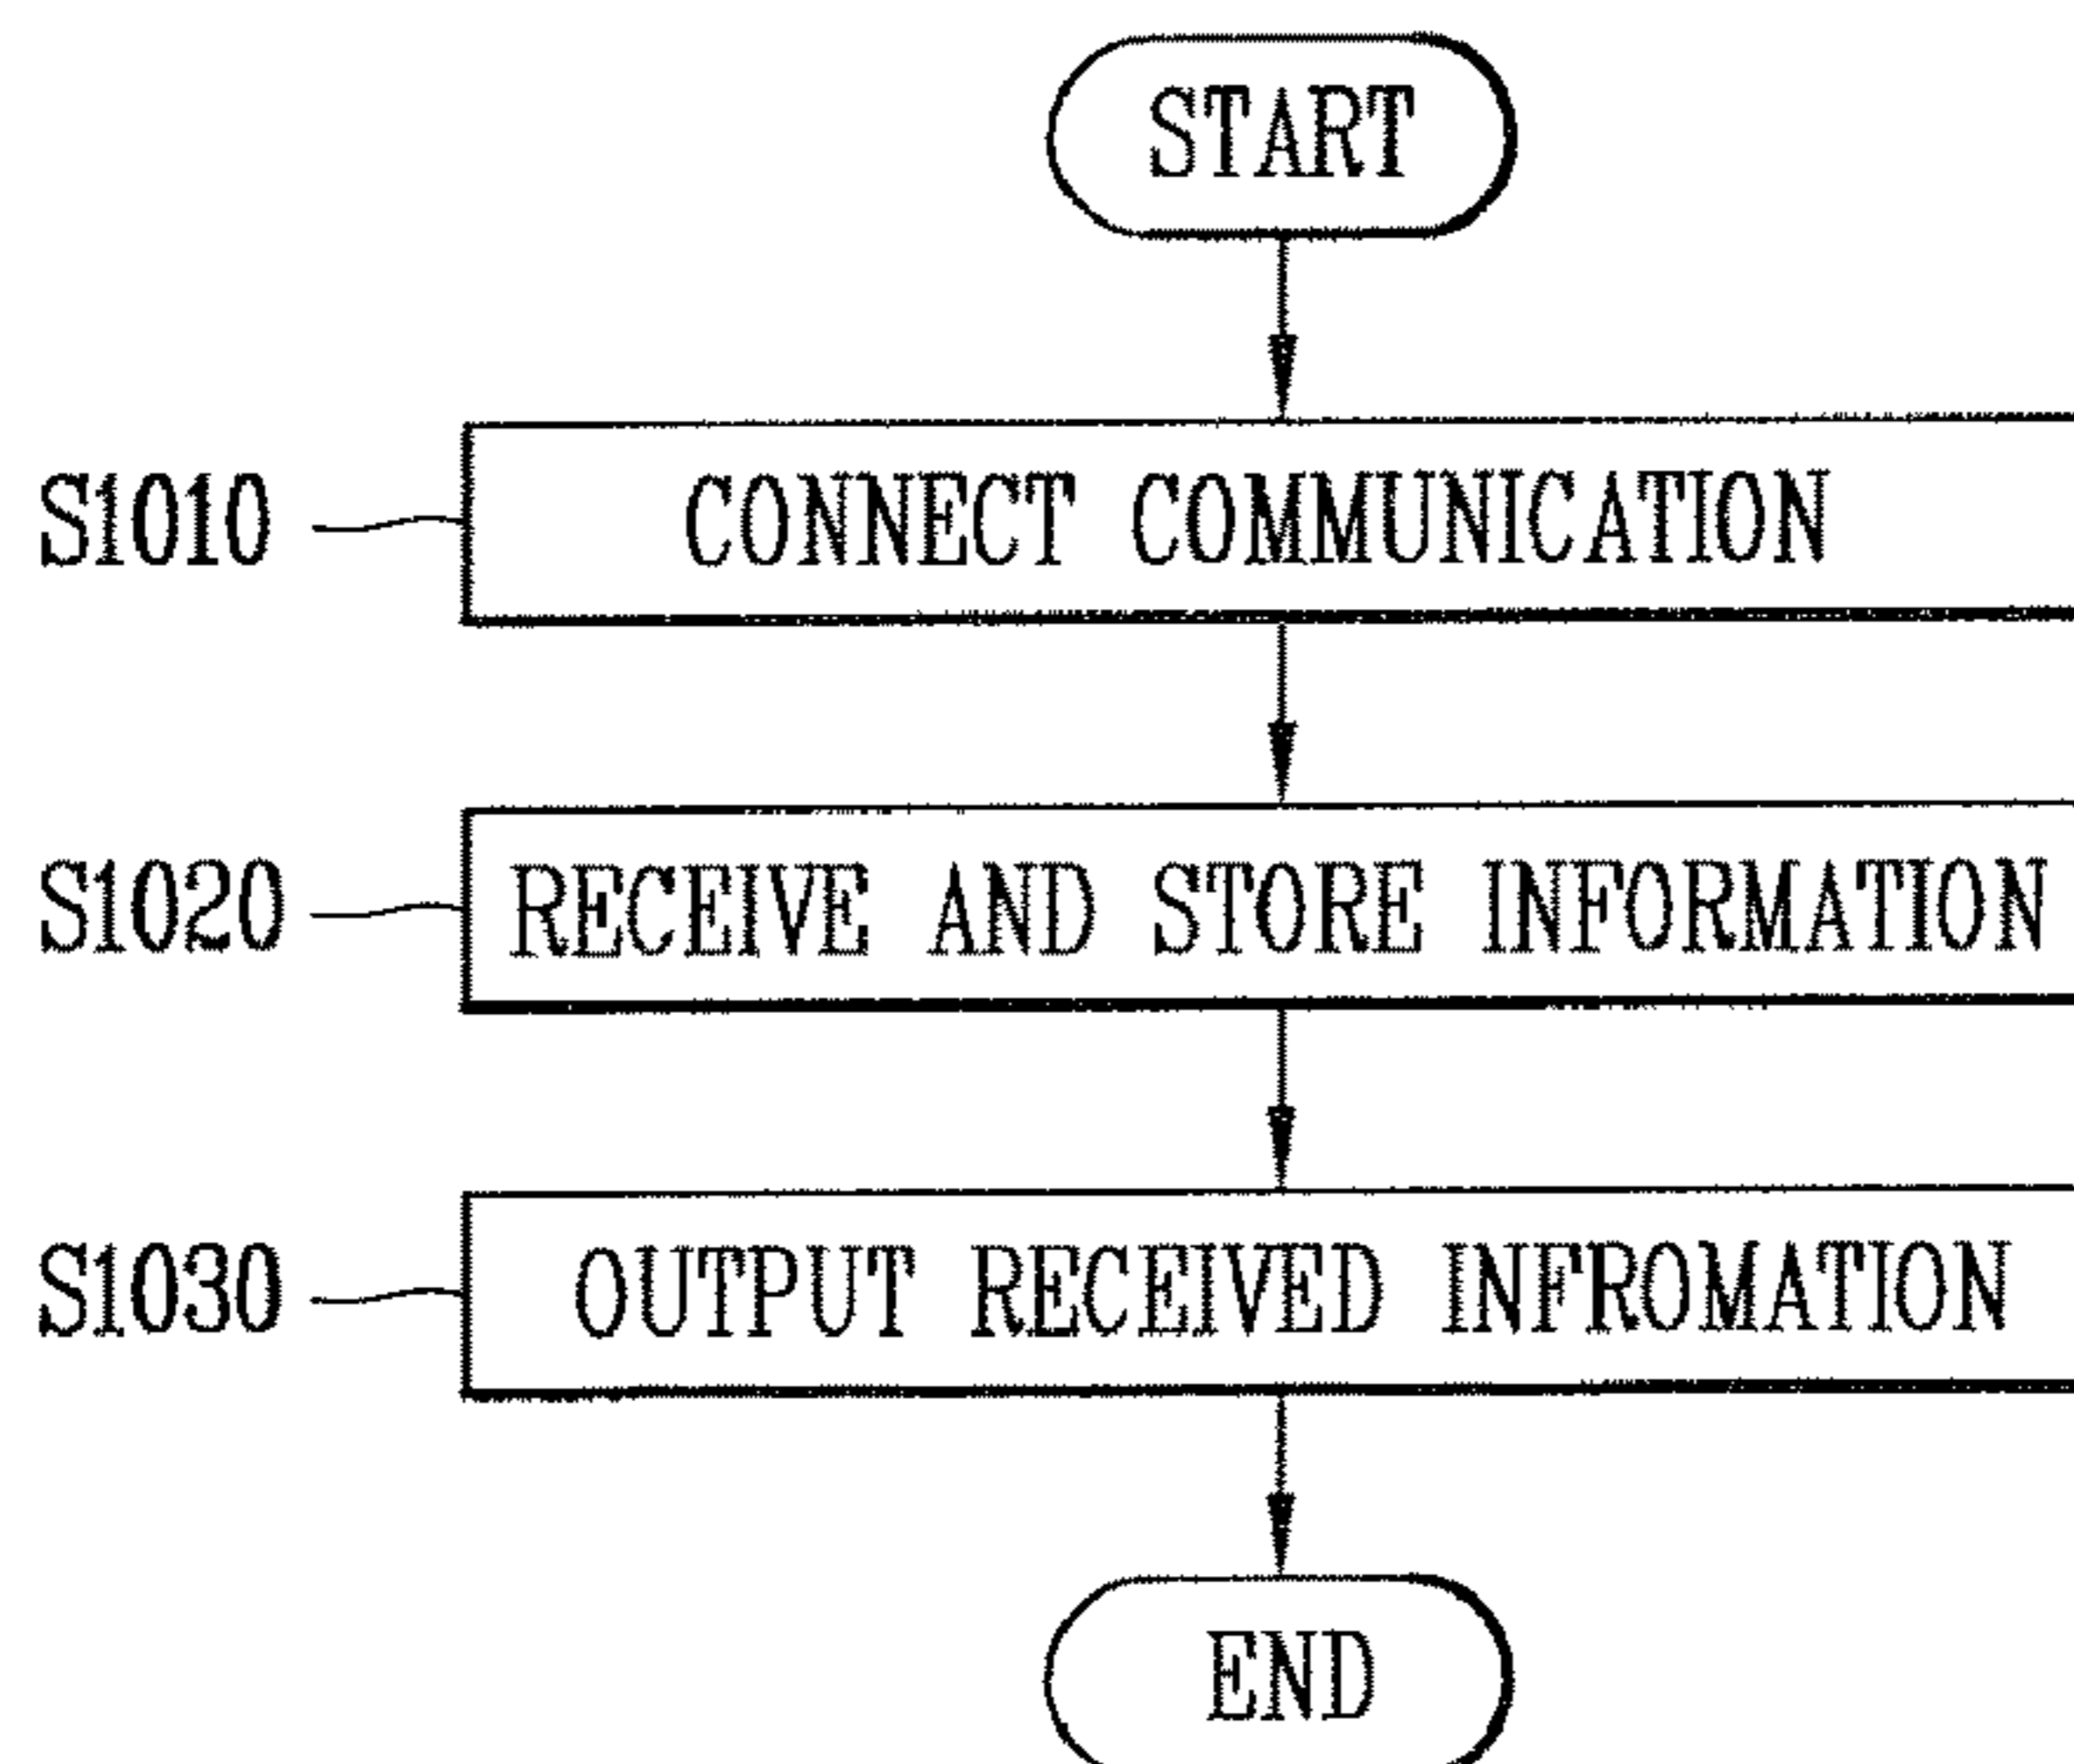 START
S1010 CONNECT COMMUNICATION
S1020 RECEIVE AND STORE INFORMATION
S1030 OUTPUT RECEIVED INFROMATION
END